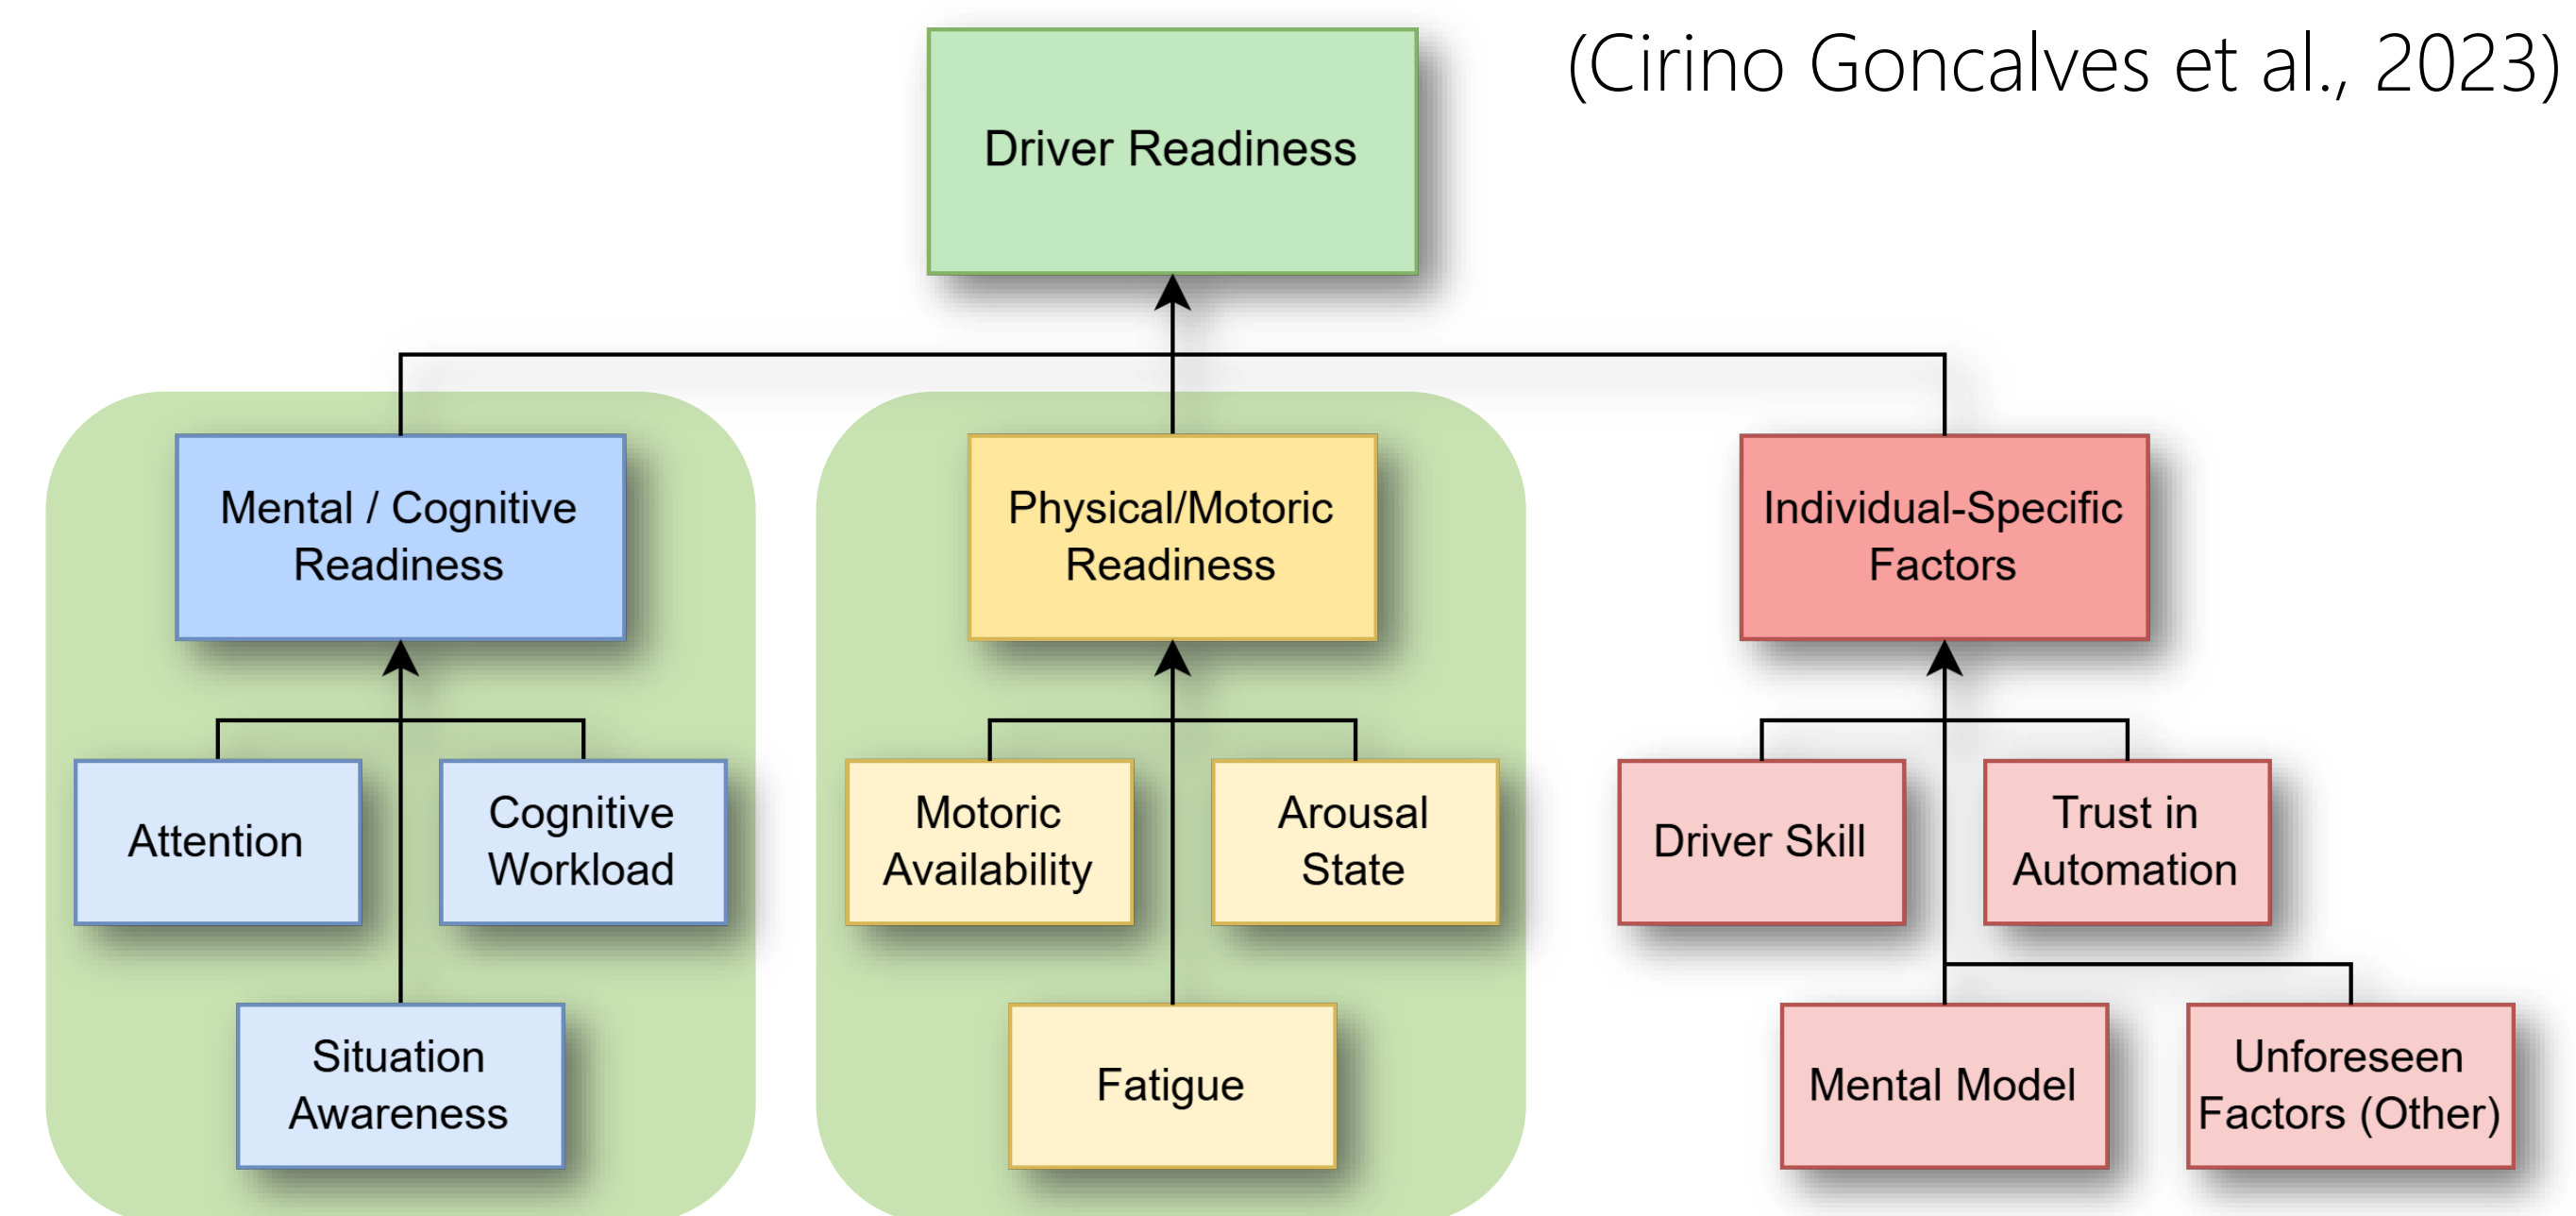 (Cirino Goncalves et al., 2023)
Driver Readiness
Mental / Cognitive
Readiness
Physical/Motoric
Readiness
Individual-Specific
Factors
Attention
Cognitive
Workload
Motoric
Availability
Arousal
State
Driver Skill
Trust in
Automation
Situation
Awareness
Fatigue
Mental Model
Unforeseen
Factors (Other)